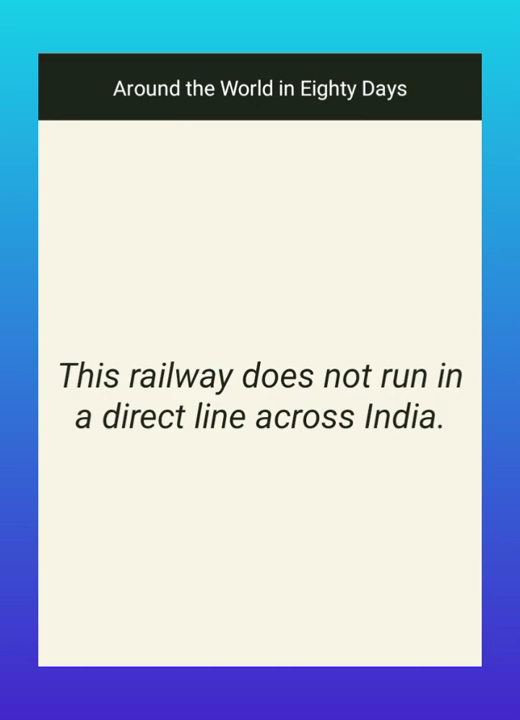 Around the World in Eighty Days
This railway does not run in
a direct line across India.